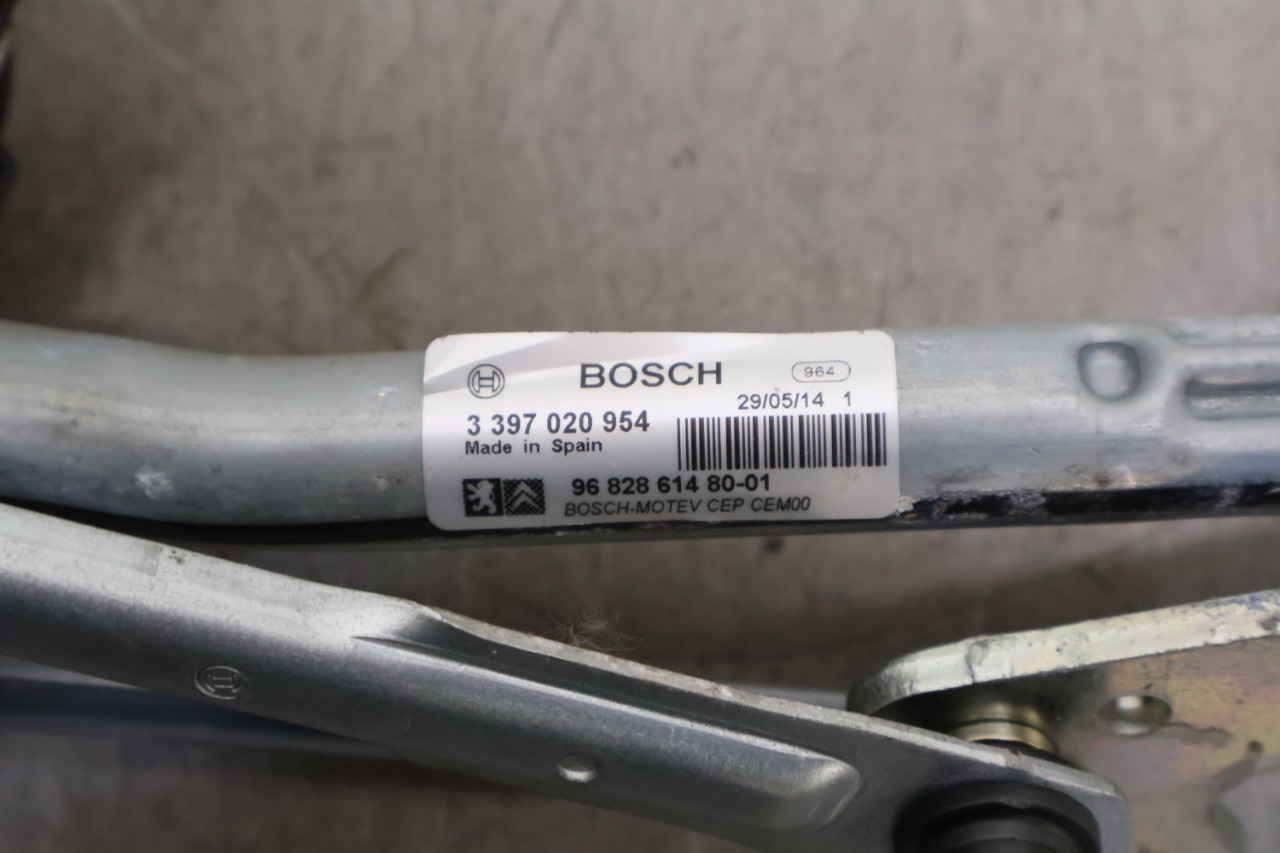 BOSCH
964
29/05/14 1
3 397 020 954
Made in Spain
96 828 614 80-01
BOSCH-MOTEV CEP CEM00